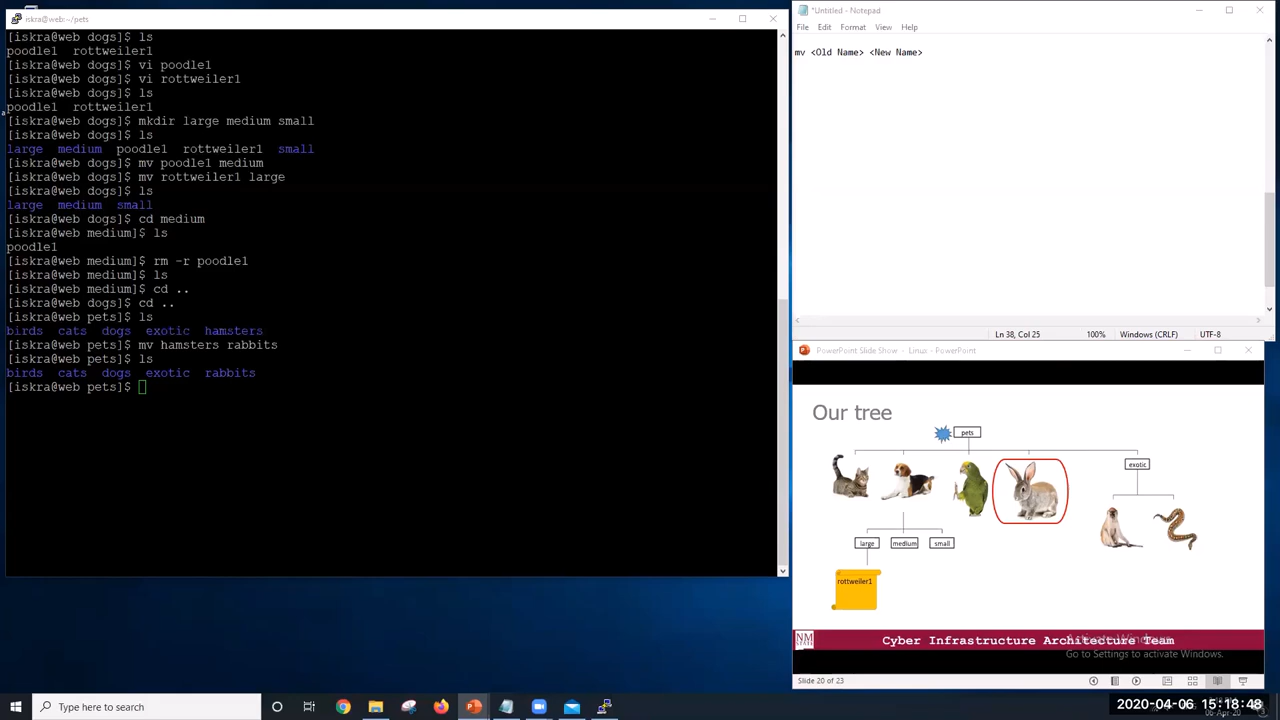 iskra@web:~/pets
[iskra@web dogs]$ ls
poodle1 rottweiler1
[iskra@web dogs]$ vi poodle1
[iskra@web dogs]$ vi rottweiler1
[iskra@web dogs]$ ls
poodle1 rottweiler1
[iskra@web dogs]$ mkdir large medium small
[iskra@web dogs]$ ls
large medium poodle1 rottweiler1 small
[iskra@web dogs]$ mv poodle1 medium
[iskra@web dogs]$ mv rottweiler1 large
[iskra@web dogs]$ ls
large medium small
[iskra@web dogs]$ cd medium
[iskra@web medium]$ ls
poodle1
[iskra@web medium]$ rm -r poodle1
[iskra@web medium]$ ls
[iskra@web medium]$ cd ..
[iskra@web dogs]$ cd ..
[iskra@web pets]$ ls
birds cats dogs exotic hamsters
[iskra@web pets]$ mv hamsters rabbits
[iskra@web pets]$ ls
birds cats dogs exotic rabbits
[iskra@web pets]$
*Untitled - Notepad
File Edit Format View Help
mv <Old Name> <New Name>
Ln 38, Col 25 100% Windows (CRLF) UTF-8
PowerPoint Slide Show - Linux - PowerPoint
Our tree
pets
exotic
large medium small
rottweiler1
NM
Cyber Infrastructure Architecture Team
Activate Windows
Go to Settings to activate Windows.
Slide 20 of 23
Type here to search
2020-04-06 15:18:48